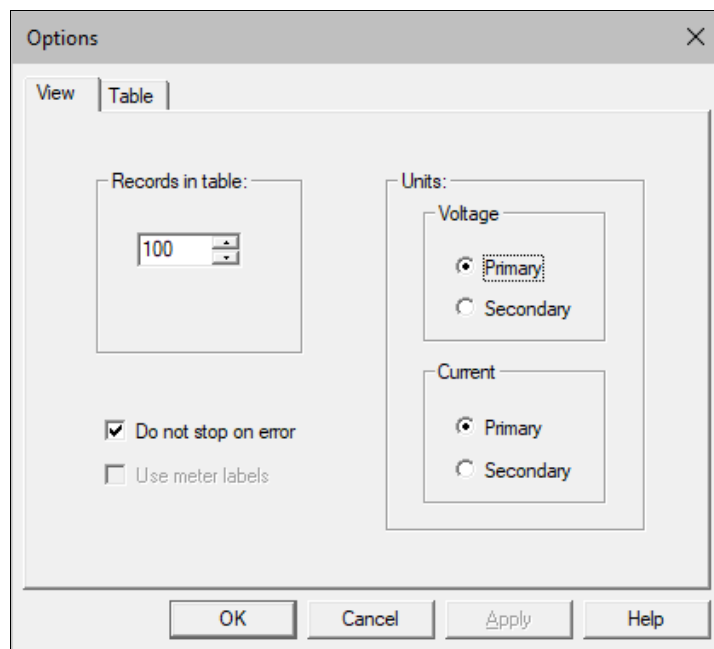 Options
View
Table
Records in table:
100
Do not stop on error
Use meter labels
Units:
Voltage
Primary
Secondary
Current
Primary
Secondary
OK
Cancel
Apply
Help